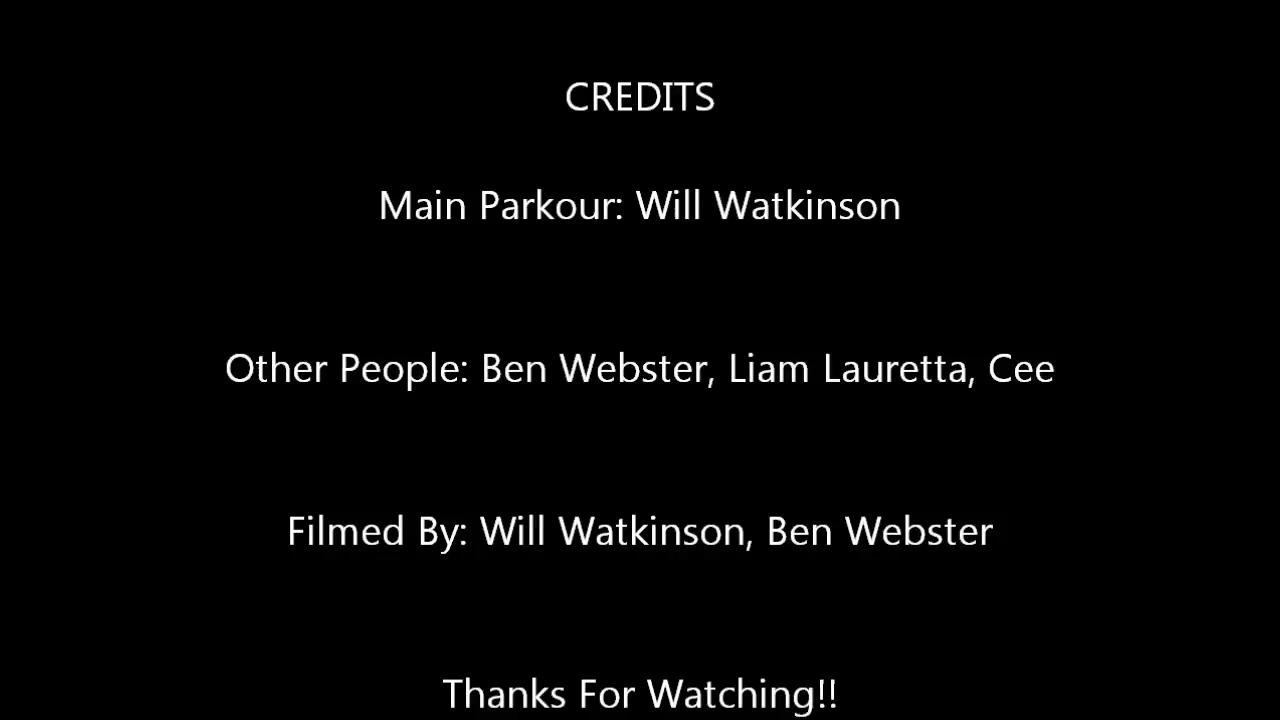 CREDITS
Main Parkour: Will Watkinson
Other People: Ben Webster, Liam Lauretta, Cee
Filmed By: Will Watkinson, Ben Webster
Thanks For Watching!!